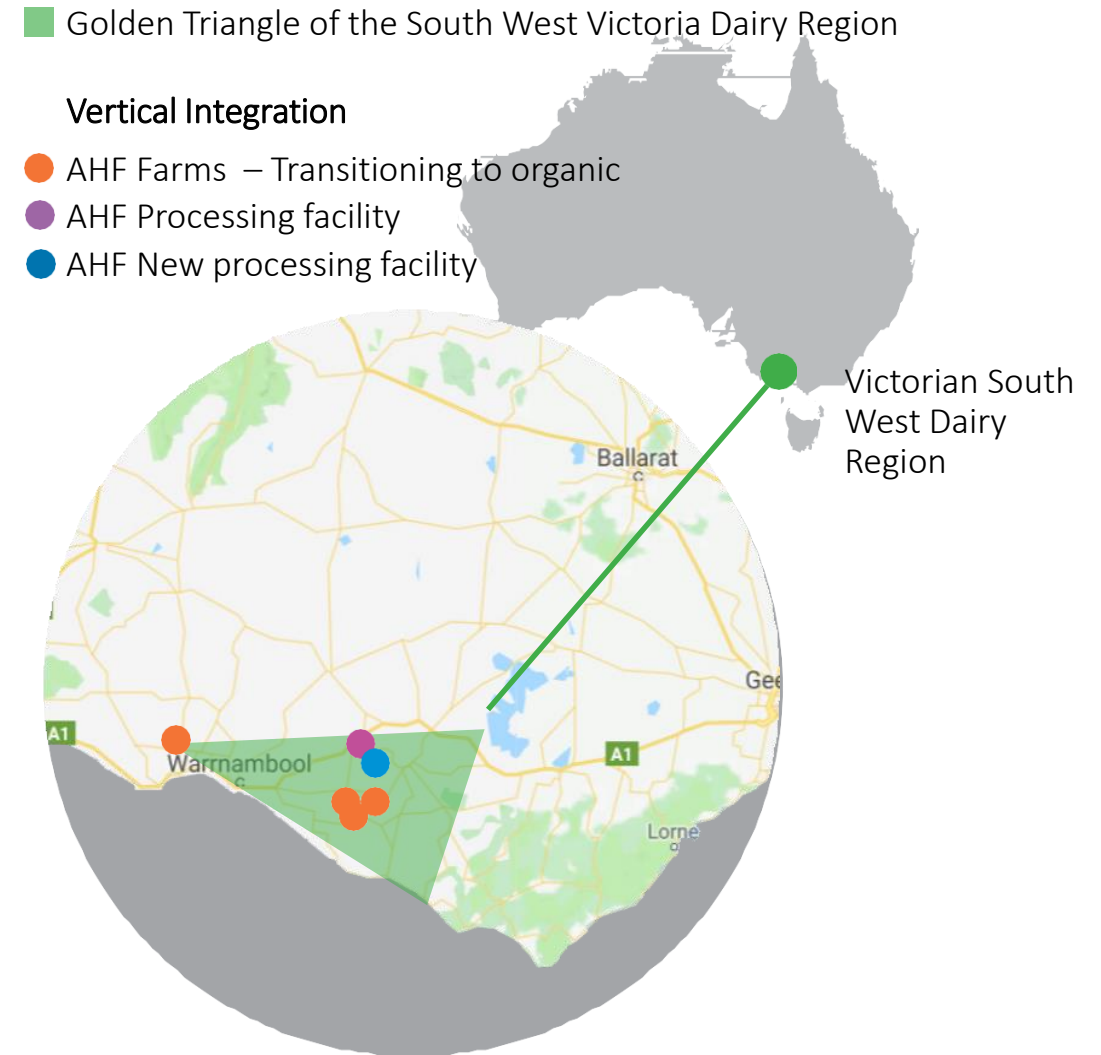 Golden Triangle of the South West Victoria Dairy Region
Vertical Integration
AHF Farms – Transitioning to organic
AHF Processing facility
AHF New processing facility
Victorian South
West Dairy
Region
Ballarat
Gee
A1
Warrnambool
A1
Lorne